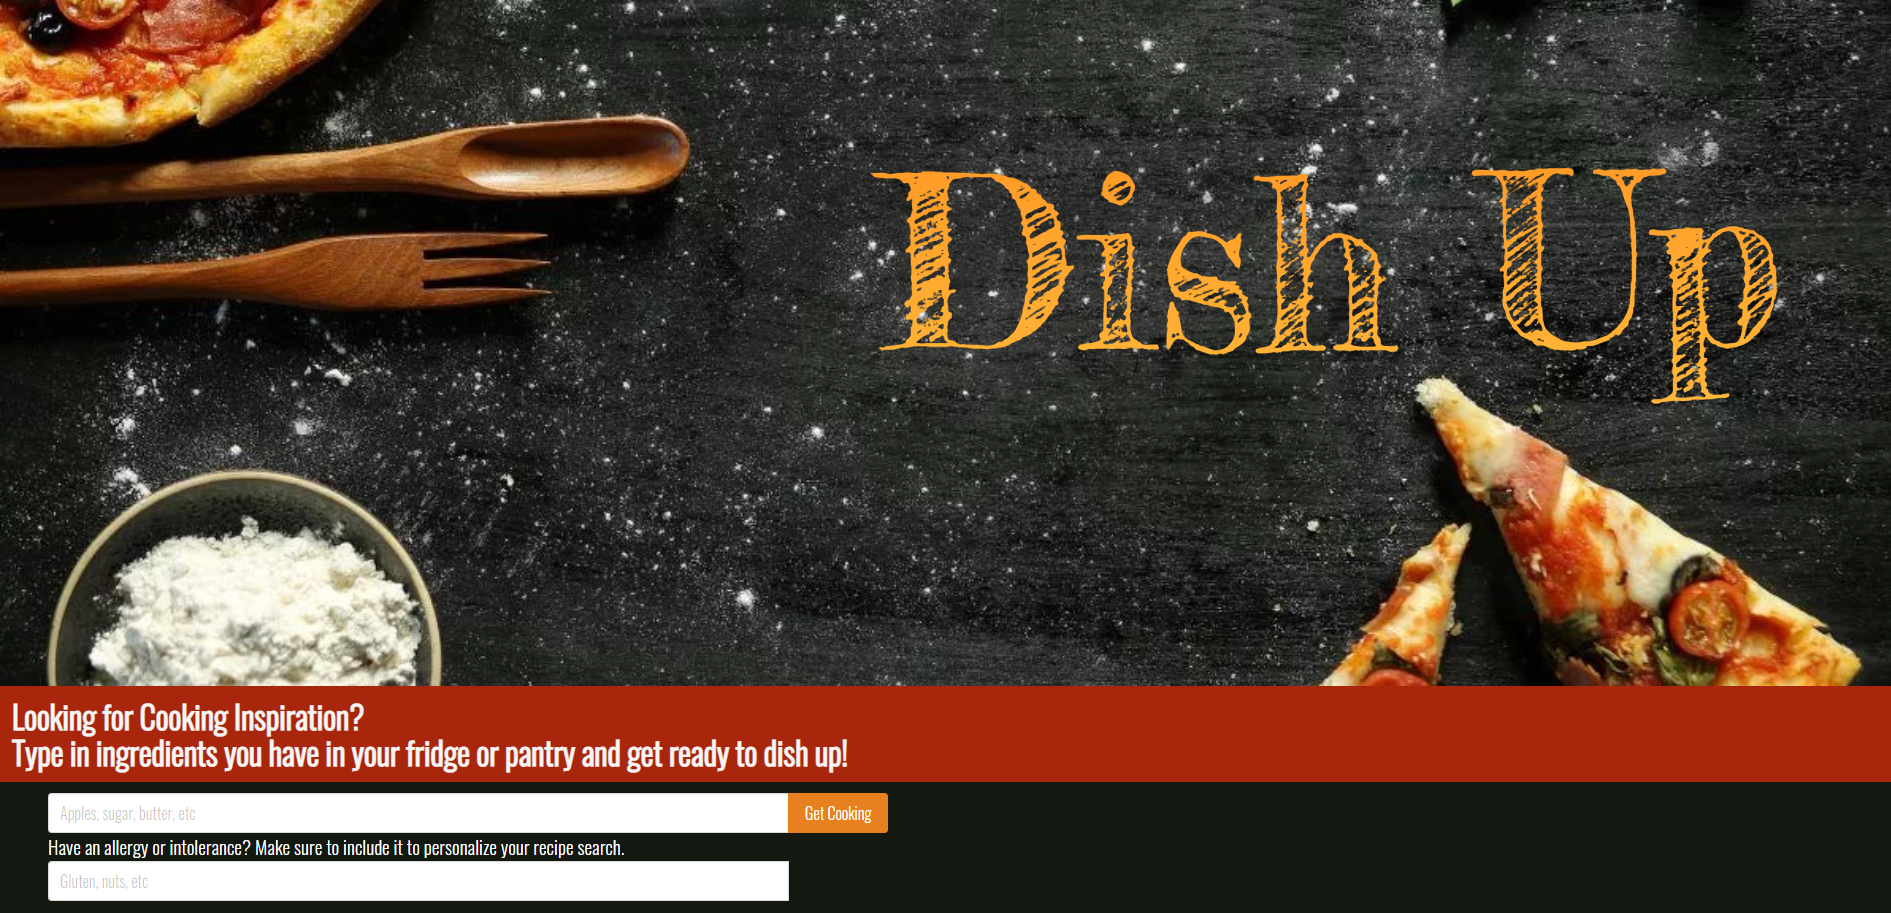 Dish Up
Looking for Cooking Inspiration?
Type in ingredients you have in your fridge or pantry and get ready to dish up!
Apples, sugar, butter, etc
Get Cooking
Have an allergy or intolerance? Make sure to include it to personalize your recipe search.
Gluten, nuts, etc